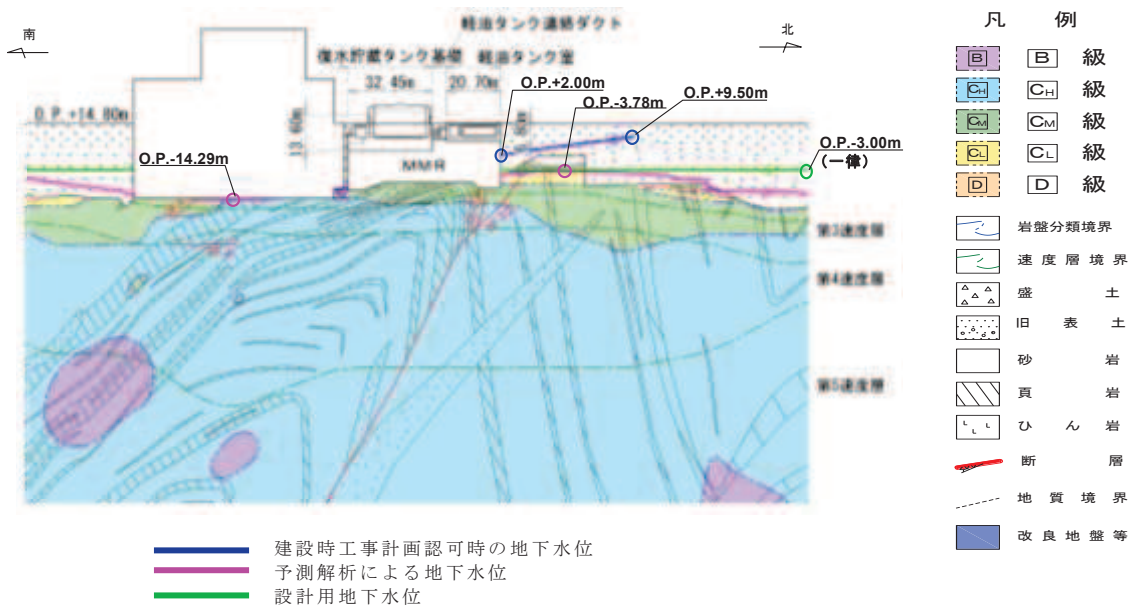 南
北
軽油タンク連絡ダクト
復水貯蔵タンク基礎 軽油タンク室
32.45m 20.70m
O.P.+2.00m
O.P.-3.78m
O.P.+9.50m
O.P.+14.80m
13.60m
O.P.-14.29m
MMR
O.P.-3.00m
(一律)
第3速度層
第4速度層
第5速度層
凡 例
B B 級
CH CH 級
CM CM 級
CL CL 級
D D 級
岩盤分類境界
速度層境界
盛土
旧表土
砂岩
頁岩
ひん岩
断層
地質境界
改良地盤等
建設時工事計画認可時の地下水位
予測解析による地下水位
設計用地下水位